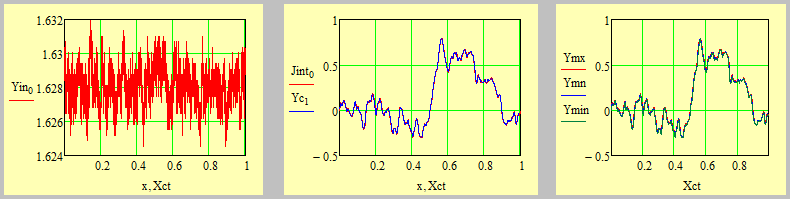 1.632
1.63
Yin0
1.628
1.626
1.624
0.2 0.4 0.6 0.8 1
x, Xct
1
0.5
Jint0
Yc1
0
− 0.5
0.2 0.4 0.6 0.8 1
x, Xct
1
Ymx
0.5
Ymn
Ymin
0
− 0.5
0.2 0.4 0.6 0.8
Xct